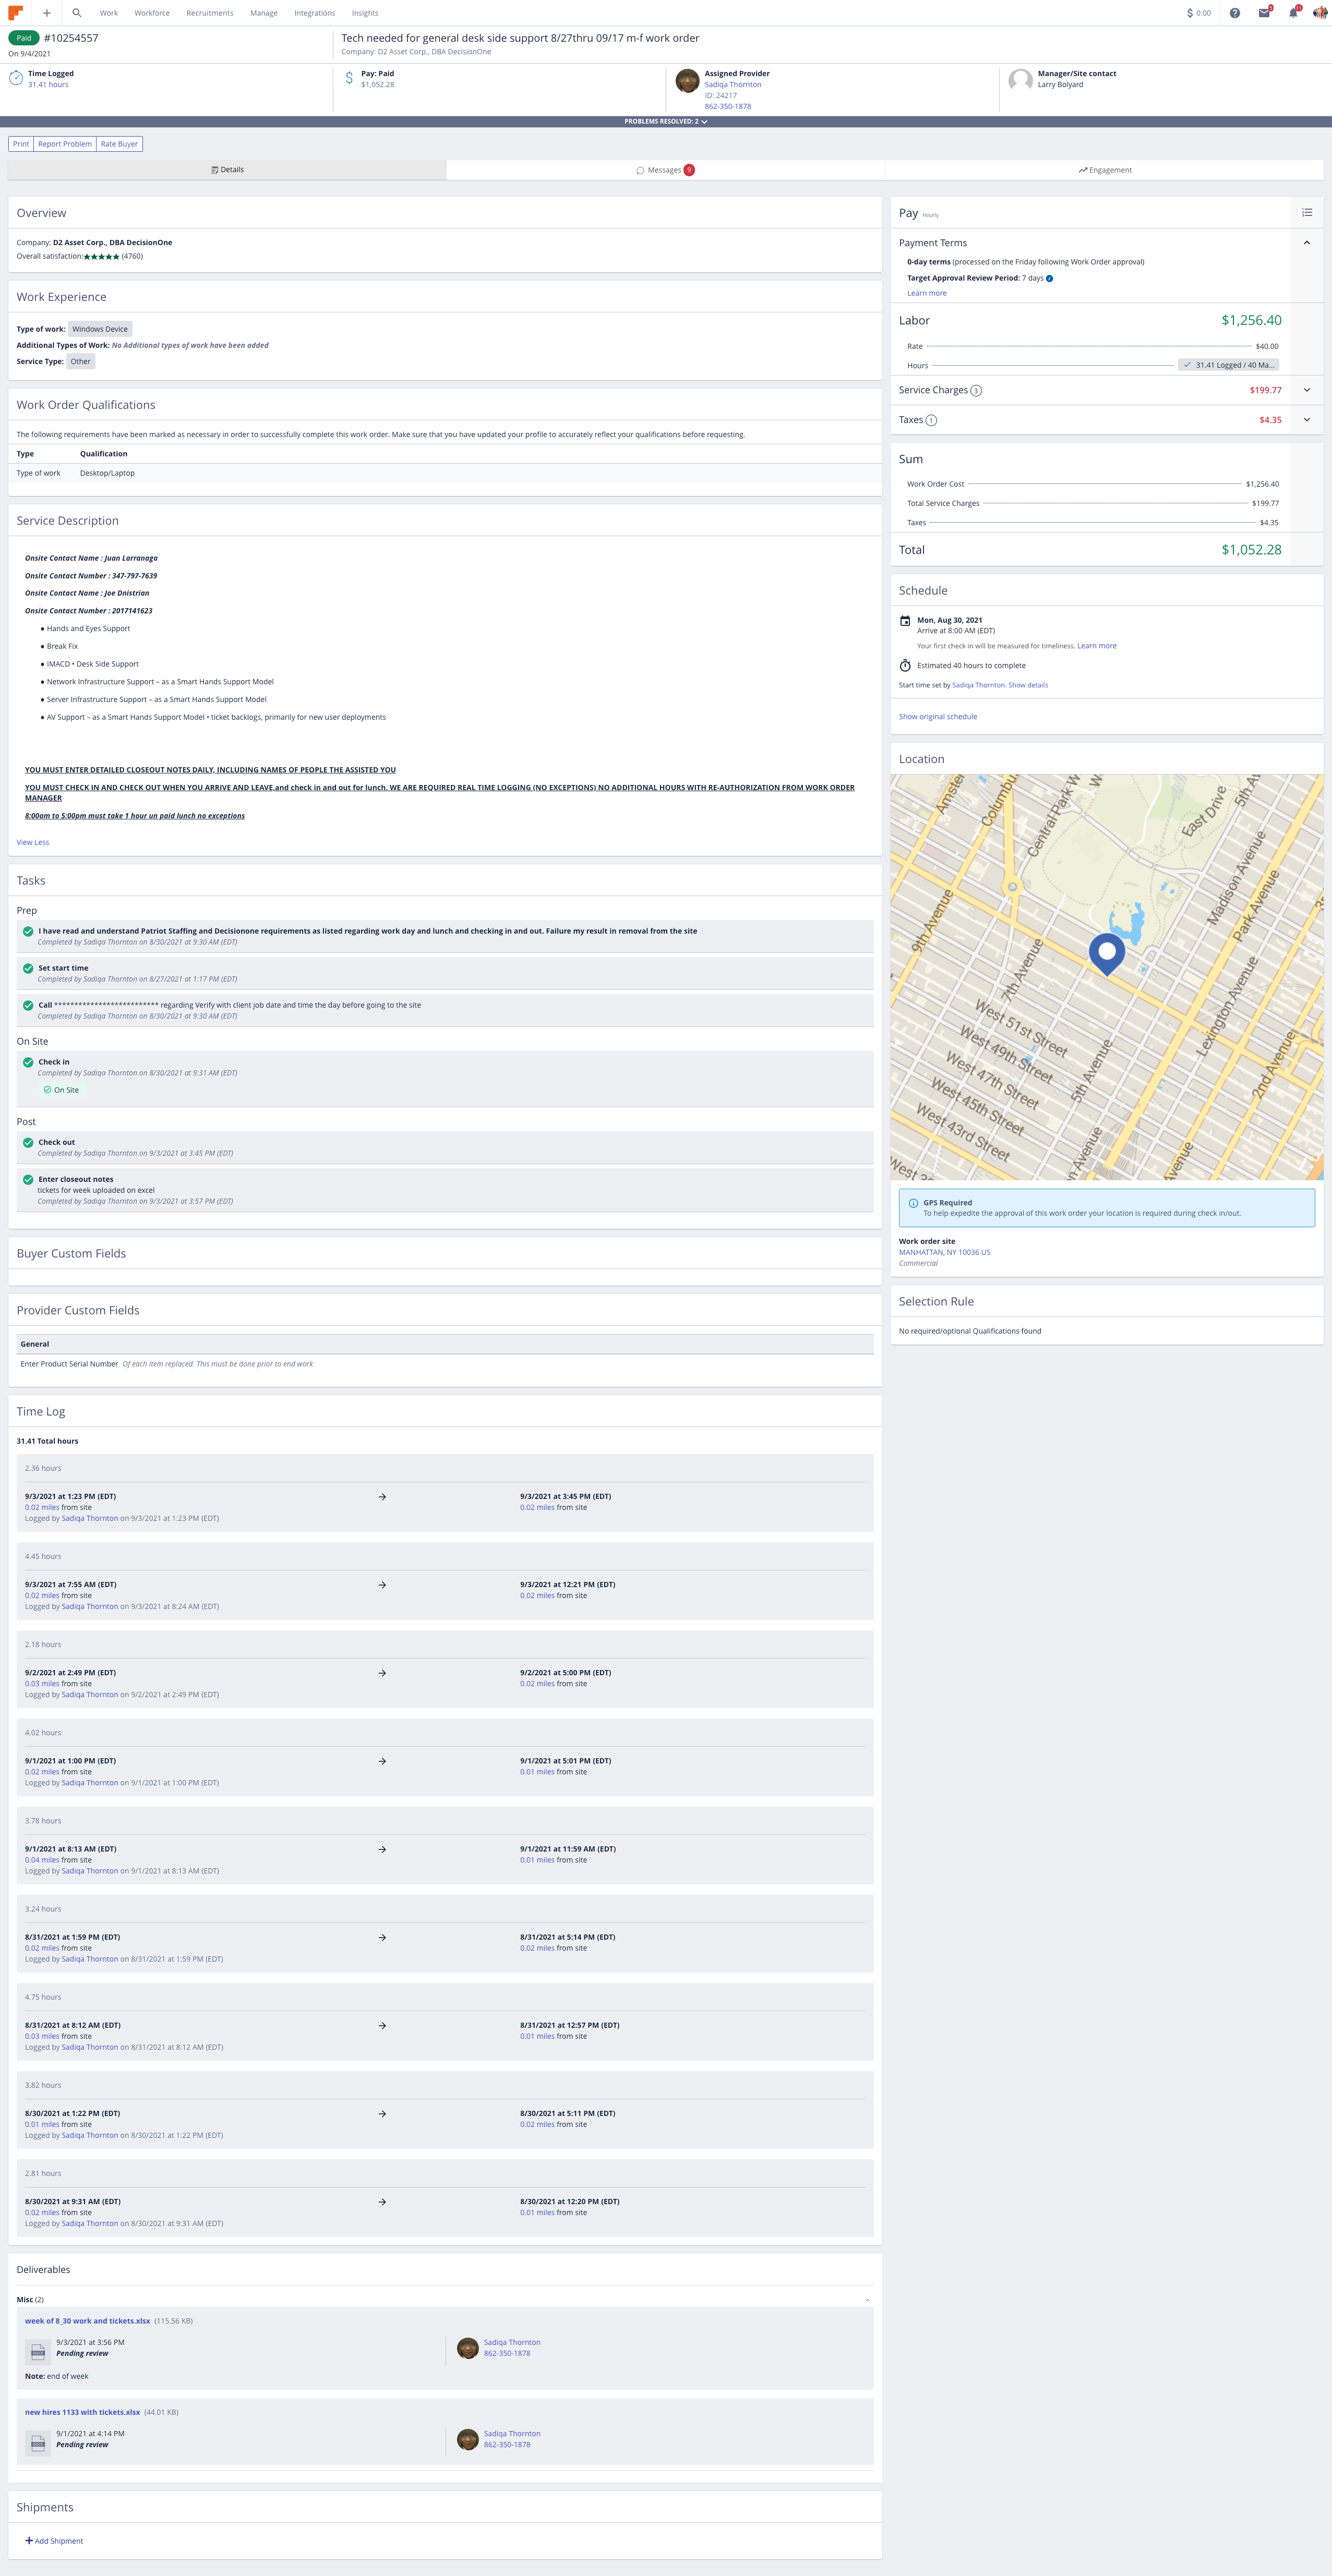 Work Workforce Recruitments Manage Integrations Insights
$ 0.00
Paid #10254557
On 9/4/2021
Tech needed for general desk side support 8/27thru 09/17 m-f work order
Company: D2 Asset Corp., DBA DecisionOne
Time Logged
31.41 hours
Pay: Paid
$1,052.28
Assigned Provider
Sadiqa Thornton
ID: 24217
862-350-1878
Manager/Site contact
Larry Bolyard
PROBLEMS RESOLVED: 2
Print Report Problem Rate Buyer
Details
Messages 9
Engagement
Overview
Company: D2 Asset Corp., DBA DecisionOne
Overall satisfaction:★★★★★ (4760)
Work Experience
Type of work: Windows Device
Additional Types of Work: No Additional types of work have been added
Service Type: Other
Work Order Qualifications
The following requirements have been marked as necessary in order to successfully complete this work order. Make sure that you have updated your profile to accurately reflect your qualifications before requesting.
Type Qualification
Type of work Desktop/Laptop
Service Description
Onsite Contact Name : Juan Larranaga
Onsite Contact Number : 347-797-7639
Onsite Contact Name : Joe Dnistrian
Onsite Contact Number : 2017141623
● Hands and Eyes Support
● Break Fix
● IMACD • Desk Side Support
● Network Infrastructure Support – as a Smart Hands Support Model
● Server Infrastructure Support – as a Smart Hands Support Model
● AV Support – as a Smart Hands Support Model • ticket backlogs, primarily for new user deployments
YOU MUST ENTER DETAILED CLOSEOUT NOTES DAILY, INCLUDING NAMES OF PEOPLE THE ASSISTED YOU
YOU MUST CHECK IN AND CHECK OUT WHEN YOU ARRIVE AND LEAVE,and check in and out for lunch. WE ARE REQUIRED REAL TIME LOGGING (NO EXCEPTIONS) NO ADDITIONAL HOURS WITH RE-AUTHORIZATION FROM WORK ORDER
MANAGER
8:00am to 5:00pm must take 1 hour un paid lunch no exceptions
View Less
Tasks
Prep
I have read and understand Patriot Staffing and Decisionone requirements as listed regarding work day and lunch and checking in and out. Failure my result in removal from the site
Completed by Sadiqa Thornton on 8/30/2021 at 9:30 AM (EDT)
Set start time
Completed by Sadiqa Thornton on 8/27/2021 at 1:17 PM (EDT)
Call ************************** regarding Verify with client job date and time the day before going to the site
Completed by Sadiqa Thornton on 8/30/2021 at 9:30 AM (EDT)
On Site
Check in
Completed by Sadiqa Thornton on 8/30/2021 at 9:31 AM (EDT)
On Site
Post
Check out
Completed by Sadiqa Thornton on 9/3/2021 at 3:45 PM (EDT)
Enter closeout notes
tickets for week uploaded on excel
Completed by Sadiqa Thornton on 9/3/2021 at 3:57 PM (EDT)
Buyer Custom Fields
Provider Custom Fields
General
Enter Product Serial Number Of each item replaced. This must be done prior to end work
Time Log
31.41 Total hours
2.36 hours
9/3/2021 at 1:23 PM (EDT) → 9/3/2021 at 3:45 PM (EDT)
0.02 miles from site 0.02 miles from site
Logged by Sadiqa Thornton on 9/3/2021 at 1:23 PM (EDT)
4.45 hours
9/3/2021 at 7:55 AM (EDT) → 9/3/2021 at 12:21 PM (EDT)
0.02 miles from site 0.02 miles from site
Logged by Sadiqa Thornton on 9/3/2021 at 8:24 AM (EDT)
2.18 hours
9/2/2021 at 2:49 PM (EDT) → 9/2/2021 at 5:00 PM (EDT)
0.03 miles from site 0.02 miles from site
Logged by Sadiqa Thornton on 9/2/2021 at 2:49 PM (EDT)
4.02 hours
9/1/2021 at 1:00 PM (EDT) → 9/1/2021 at 5:01 PM (EDT)
0.02 miles from site 0.01 miles from site
Logged by Sadiqa Thornton on 9/1/2021 at 1:00 PM (EDT)
3.78 hours
9/1/2021 at 8:13 AM (EDT) → 9/1/2021 at 11:59 AM (EDT)
0.04 miles from site 0.01 miles from site
Logged by Sadiqa Thornton on 9/1/2021 at 8:13 AM (EDT)
3.24 hours
8/31/2021 at 1:59 PM (EDT) → 8/31/2021 at 5:14 PM (EDT)
0.02 miles from site 0.02 miles from site
Logged by Sadiqa Thornton on 8/31/2021 at 1:59 PM (EDT)
4.75 hours
8/31/2021 at 8:12 AM (EDT) → 8/31/2021 at 12:57 PM (EDT)
0.03 miles from site 0.01 miles from site
Logged by Sadiqa Thornton on 8/31/2021 at 8:12 AM (EDT)
3.82 hours
8/30/2021 at 1:22 PM (EDT) → 8/30/2021 at 5:11 PM (EDT)
0.01 miles from site 0.02 miles from site
Logged by Sadiqa Thornton on 8/30/2021 at 1:22 PM (EDT)
2.81 hours
8/30/2021 at 9:31 AM (EDT) → 8/30/2021 at 12:20 PM (EDT)
0.02 miles from site 0.01 miles from site
Logged by Sadiqa Thornton on 8/30/2021 at 9:31 AM (EDT)
Deliverables
Misc (2)
week of 8_30 work and tickets.xlsx (115.56 KB)
9/3/2021 at 3:56 PM
Pending review
Sadiqa Thornton
862-350-1878
Note: end of week
new hires 1133 with tickets.xlsx (44.01 KB)
9/1/2021 at 4:14 PM
Pending review
Sadiqa Thornton
862-350-1878
Shipments
Add Shipment
Pay Hourly
Payment Terms
0-day terms (processed on the Friday following Work Order approval)
Target Approval Review Period: 7 days
Learn more
Labor $1,256.40
Rate $40.00
Hours 31.41 Logged / 40 Ma...
Service Charges 3 $199.77
Taxes 1 $4.35
Sum
Work Order Cost $1,256.40
Total Service Charges $199.77
Taxes $4.35
Total $1,052.28
Schedule
Mon, Aug 30, 2021
Arrive at 8:00 AM (EDT)
Your first check in will be measured for timeliness. Learn more
Estimated 40 hours to complete
Start time set by Sadiqa Thornton. Show details
Show original schedule
Location
Central Park W
East Drive
5th A
Madison Avenue
Park Avenue
9th Avenue
7th Avenue
Lexington Avenue
West 51st Street
West 49th Street
West 47th Street
West 45th Street
West 43rd Street
5th Avenue
2nd Avenue
GPS Required
To help expedite the approval of this work order your location is required during check in/out.
Work order site
MANHATTAN, NY 10036 US
Commercial
Selection Rule
No required/optional Qualifications found